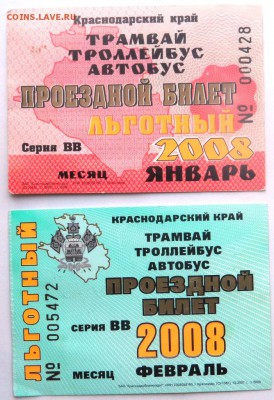 COINS.LAVE.RU
Краснодарский край
ТРАМВАЙ
ТРОЛЛЕЙБУС
АВТОБУС
ПРОЕЗДНОЙ БИЛЕТ
ЛЬГОТНЫЙ
Серия ВВ
2008
МЕСЯЦ ЯНВАРЬ
№ 000428
КРАСНОДАРСКИЙ КРАЙ
ТРАМВАЙ
ТРОЛЛЕЙБУС
АВТОБУС
ПРОЕЗДНОЙ
БИЛЕТ
СЕРИЯ ВВ 2008
МЕСЯЦ ФЕВРАЛЬ
ЛЬГОТНЫЙ
№ 005472